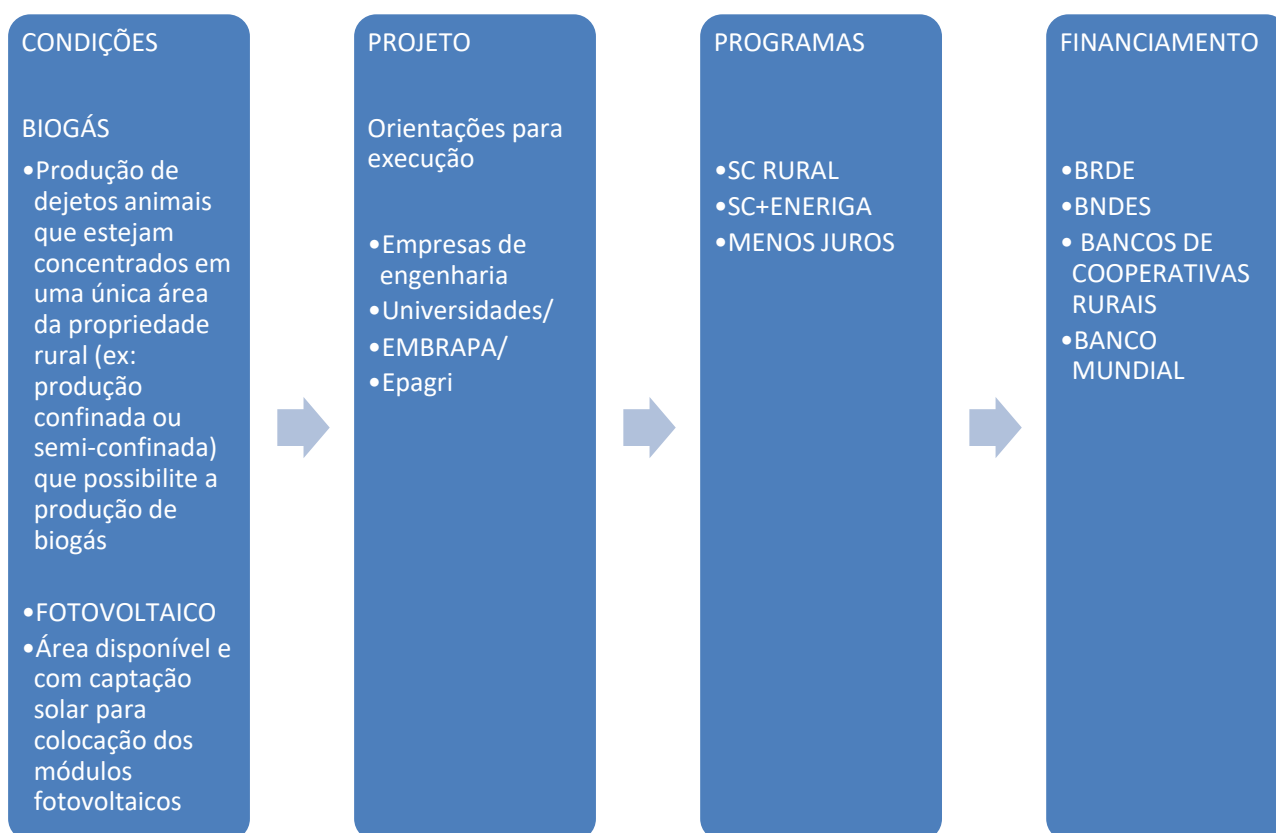 CONDIÇÕES
BIOGÁS
•Produção de
dejetos animais
que estejam
concentrados em
uma única área
da propriedade
rural (ex:
produção
confinada ou
semi-confinada)
que possibilite a
produção de
biogás
•FOTOVOLTAICO
•Área disponível e
com captação
solar para
colocação dos
módulos
fotovoltaicos
PROJETO
Orientações para
execução
•Empresas de
engenharia
•Universidades/
•EMBRAPA/
•Epagri
PROGRAMAS
•SC RURAL
•SC+ENERIGA
•MENOS JUROS
FINANCIAMENTO
•BRDE
•BNDES
• BANCOS DE
COOPERATIVAS
RURAIS
•BANCO
MUNDIAL